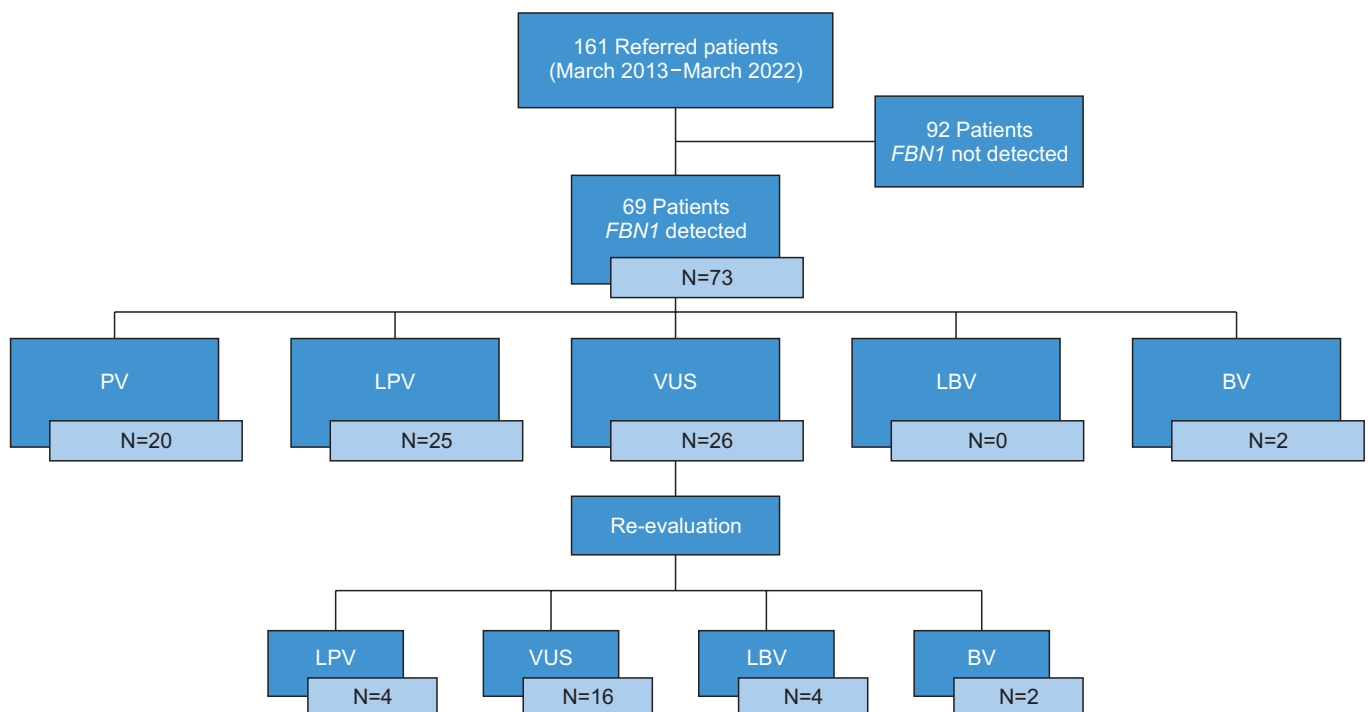 161 Referred patients
(March 2013−March 2022)
92 Patients
FBN1 not detected
69 Patients
FBN1 detected
N=73
PV
N=20
LPV
N=25
VUS
N=26
LBV
N=0
BV
N=2
Re-evaluation
LPV
N=4
VUS
N=16
LBV
N=4
BV
N=2